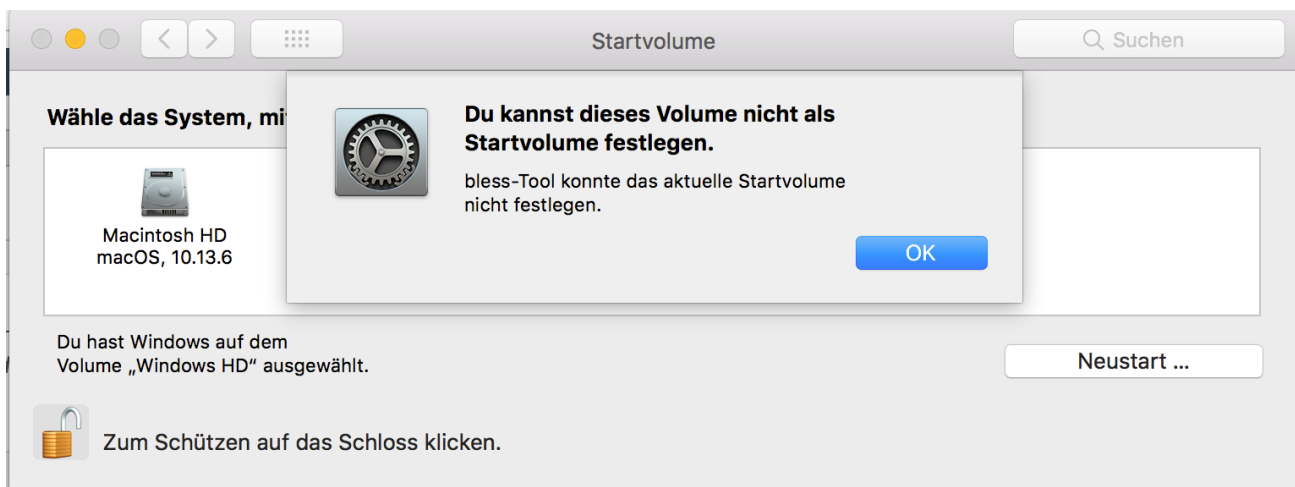 Startvolume
Suchen
Wähle das System, mi
Du kannst dieses Volume nicht als
Startvolume festlegen.
bless-Tool konnte das aktuelle Startvolume
nicht festlegen.
OK
Macintosh HD
macOS, 10.13.6
Du hast Windows auf dem
Volume „Windows HD“ ausgewählt.
Neustart ...
Zum Schützen auf das Schloss klicken.